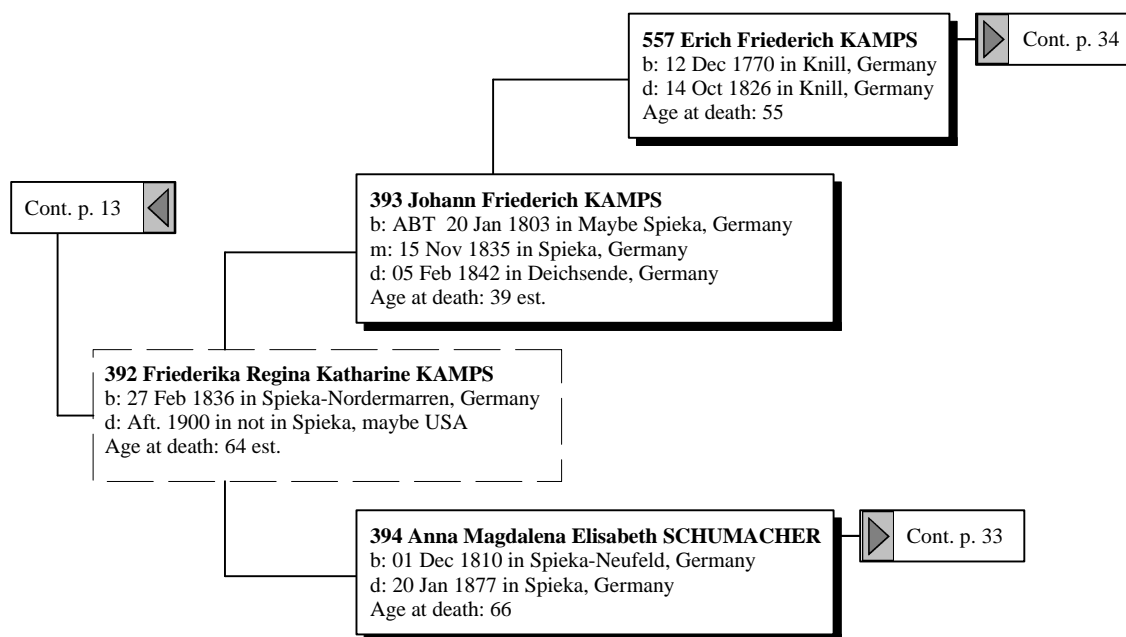 557 Erich Friederich KAMPS
b: 12 Dec 1770 in Knill, Germany
d: 14 Oct 1826 in Knill, Germany
Age at death: 55
Cont. p. 34
393 Johann Friederich KAMPS
b: ABT  20 Jan 1803 in Maybe Spieka, Germany
m: 15 Nov 1835 in Spieka, Germany
d: 05 Feb 1842 in Deichsende, Germany
Age at death: 39 est.
Cont. p. 13
392 Friederika Regina Katharine KAMPS
b: 27 Feb 1836 in Spieka-Nordermarren, Germany
d: Aft. 1900 in not in Spieka, maybe USA
Age at death: 64 est.
394 Anna Magdalena Elisabeth SCHUMACHER
b: 01 Dec 1810 in Spieka-Neufeld, Germany
d: 20 Jan 1877 in Spieka, Germany
Age at death: 66
Cont. p. 33